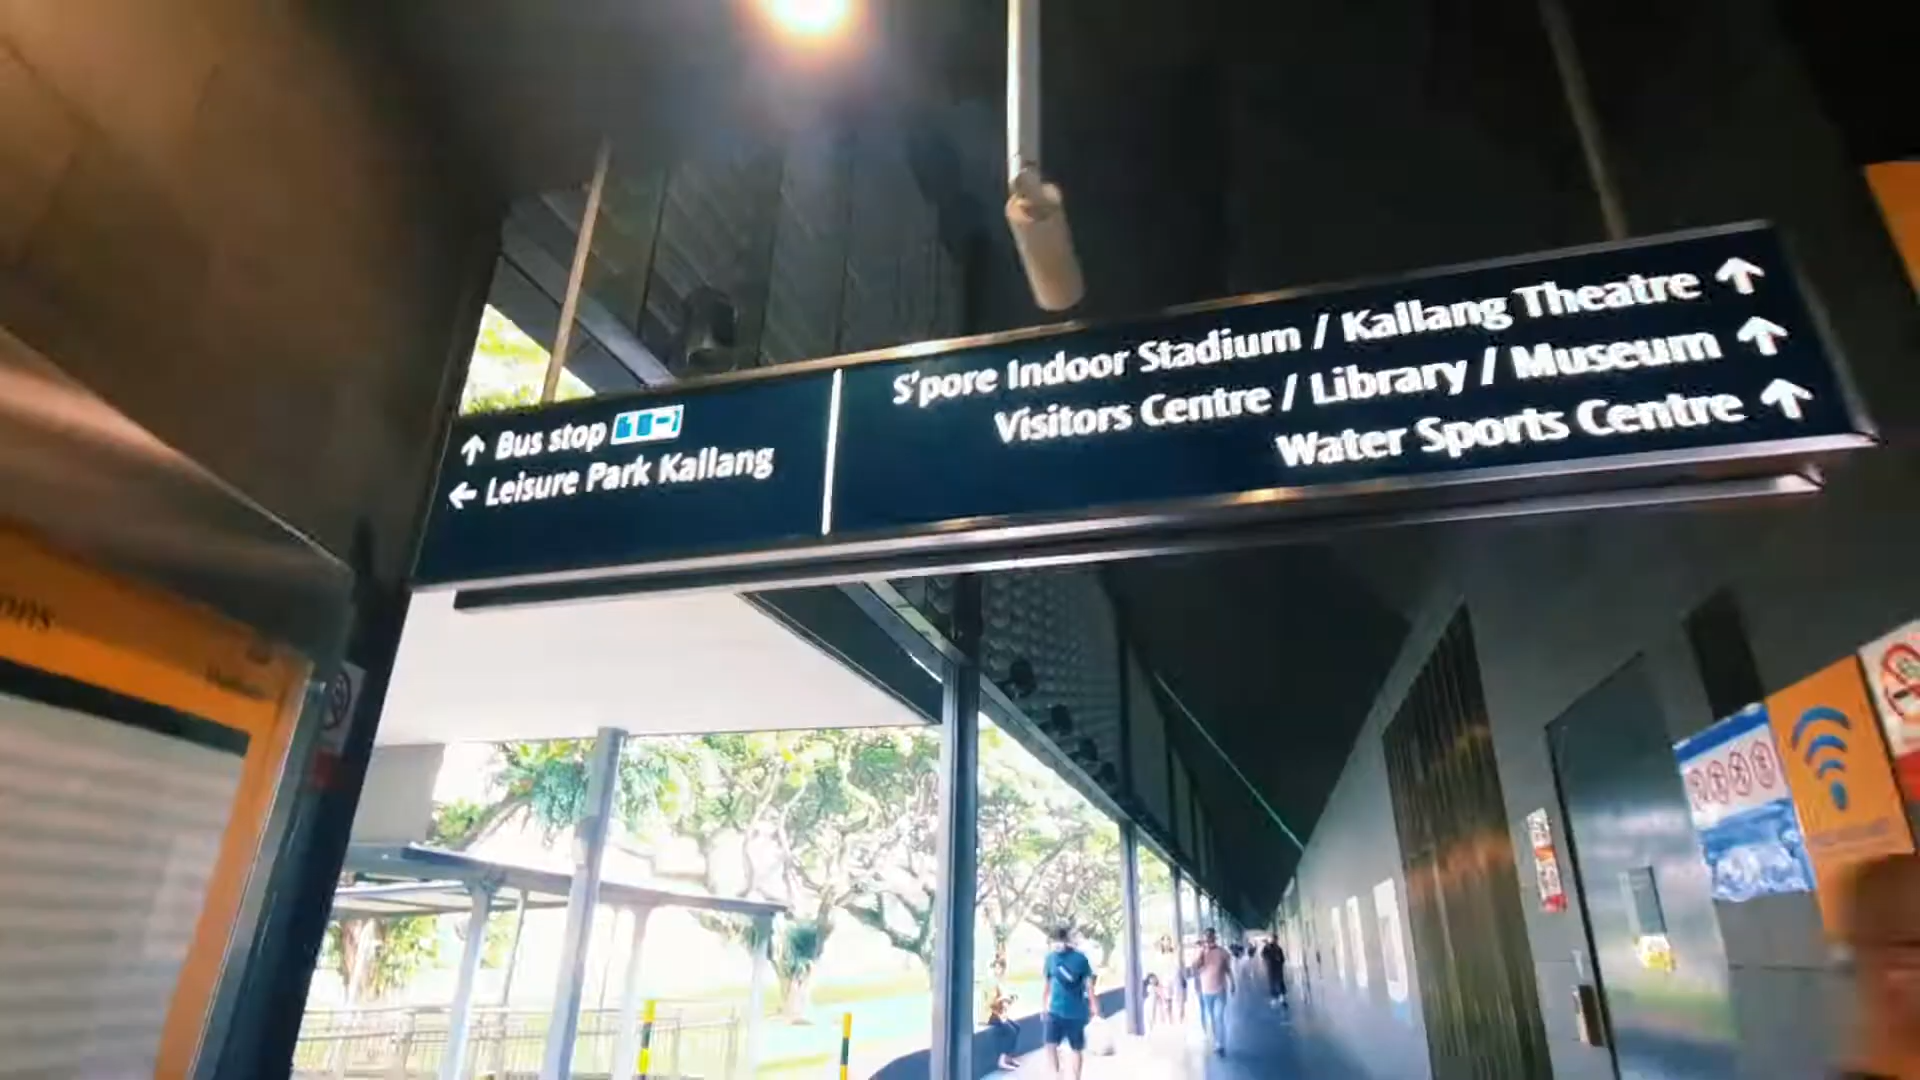 Bus stop
Leisure Park Kallang
S'pore Indoor Stadium / Kallang Theatre
Visitors Centre / Library / Museum
Water Sports Centre